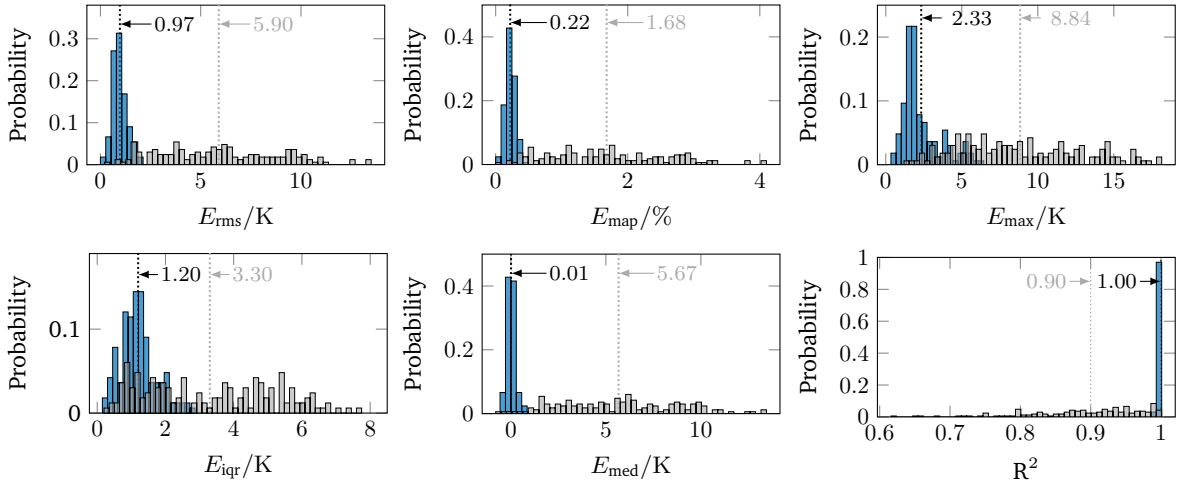 0.97
5.90
0.3
0.2
0.1
0
Probability
0 5 10
E_rms/K
0.22
1.68
0.4
0.2
0
Probability
0 2 4
E_map/%
2.33
8.84
0.2
0.1
0
Probability
0 5 10 15
E_max/K
1.20
3.30
0.1
0
Probability
0 2 4 6 8
E_iqr/K
0.01
5.67
0.4
0.2
0
Probability
0 5 10
E_med/K
0.90
1.00
1
0.8
0.6
0.4
0.2
0
Probability
0.6 0.7 0.8 0.9 1
R²